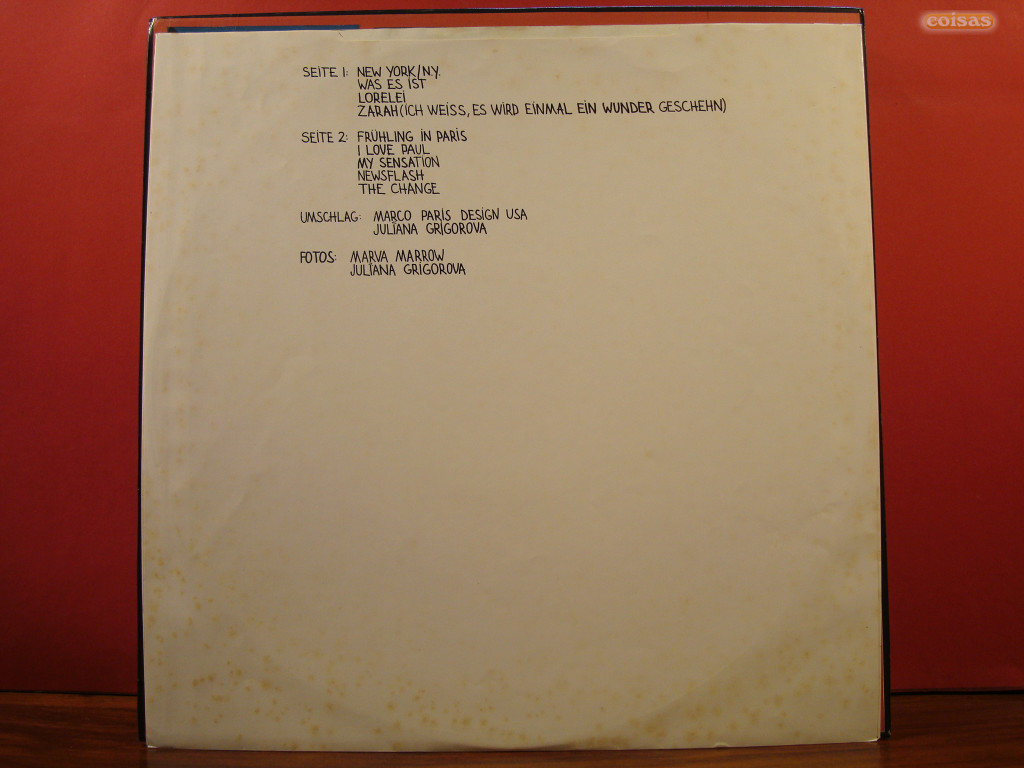 coisas
SEITE 1: NEW YORK/N.Y.
WAS ES IST
LORELEI
ZARAH (ICH WEISS, ES WIRD EINMAL EIN WUNDER GESCHEHN)
SEITE 2: FRÜHLING IN PARIS
I LOVE PAUL
MY SENSATION
NEWSFLASH
THE CHANGE
UMSCHLAG: MARCO PARIS DESIGN USA
JULIANA GRIGOROVA
FOTOS: MARVA MARROW
JULIANA GRIGOROVA